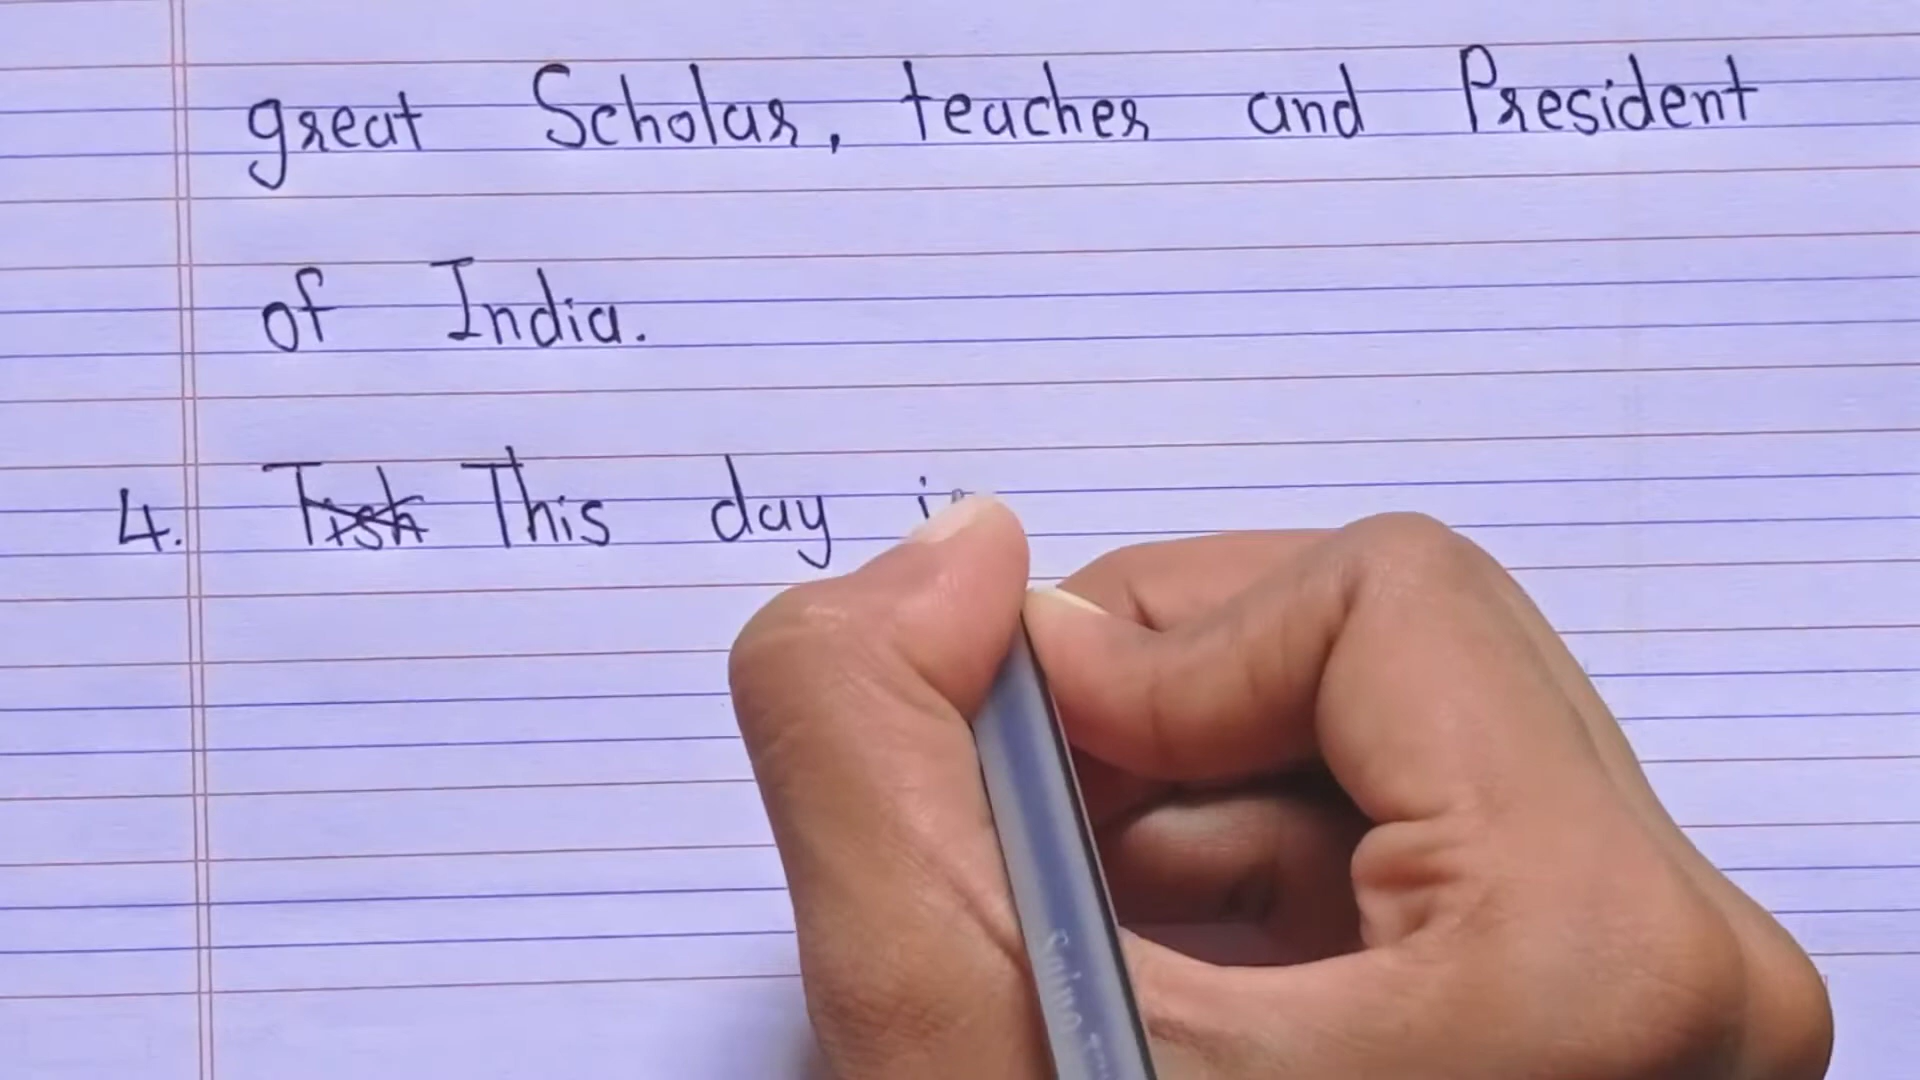 great Scholar, teacher and President
of India.
4. This day i